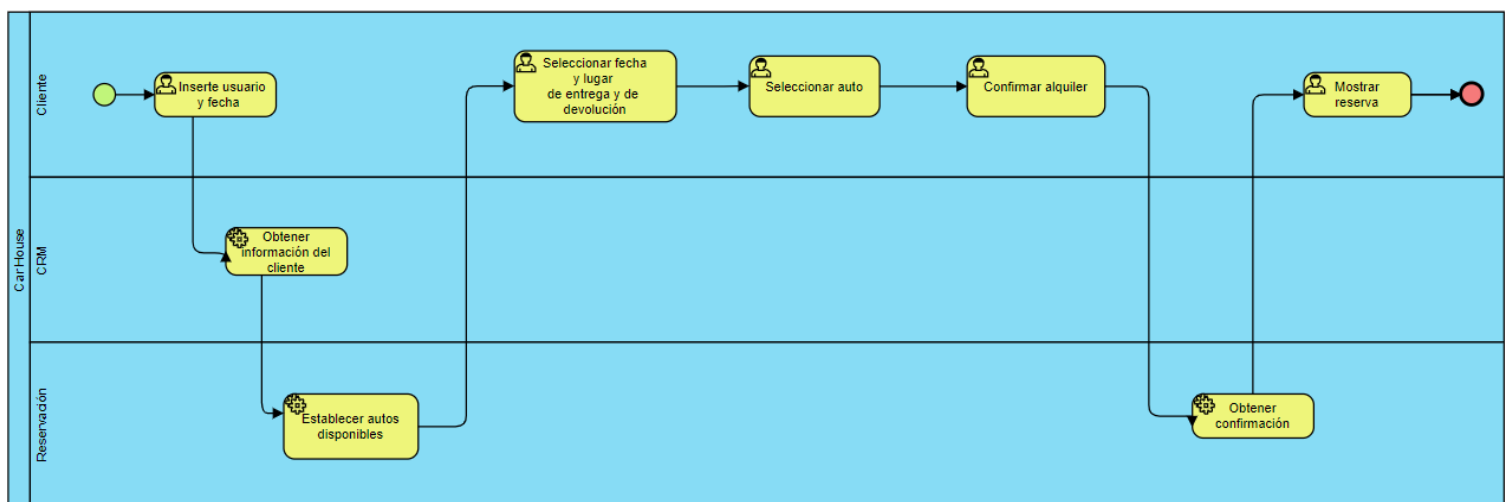 Car House
Cliente
Inserte usuario
y fecha
Seleccionar fecha
y lugar
de entrega y de
devolución
Seleccionar auto
Confirmar alquiler
Mostrar
reserva
CRM
Obtener
información del
cliente
Reservación
Establecer autos
disponibles
Obtener
confirmación